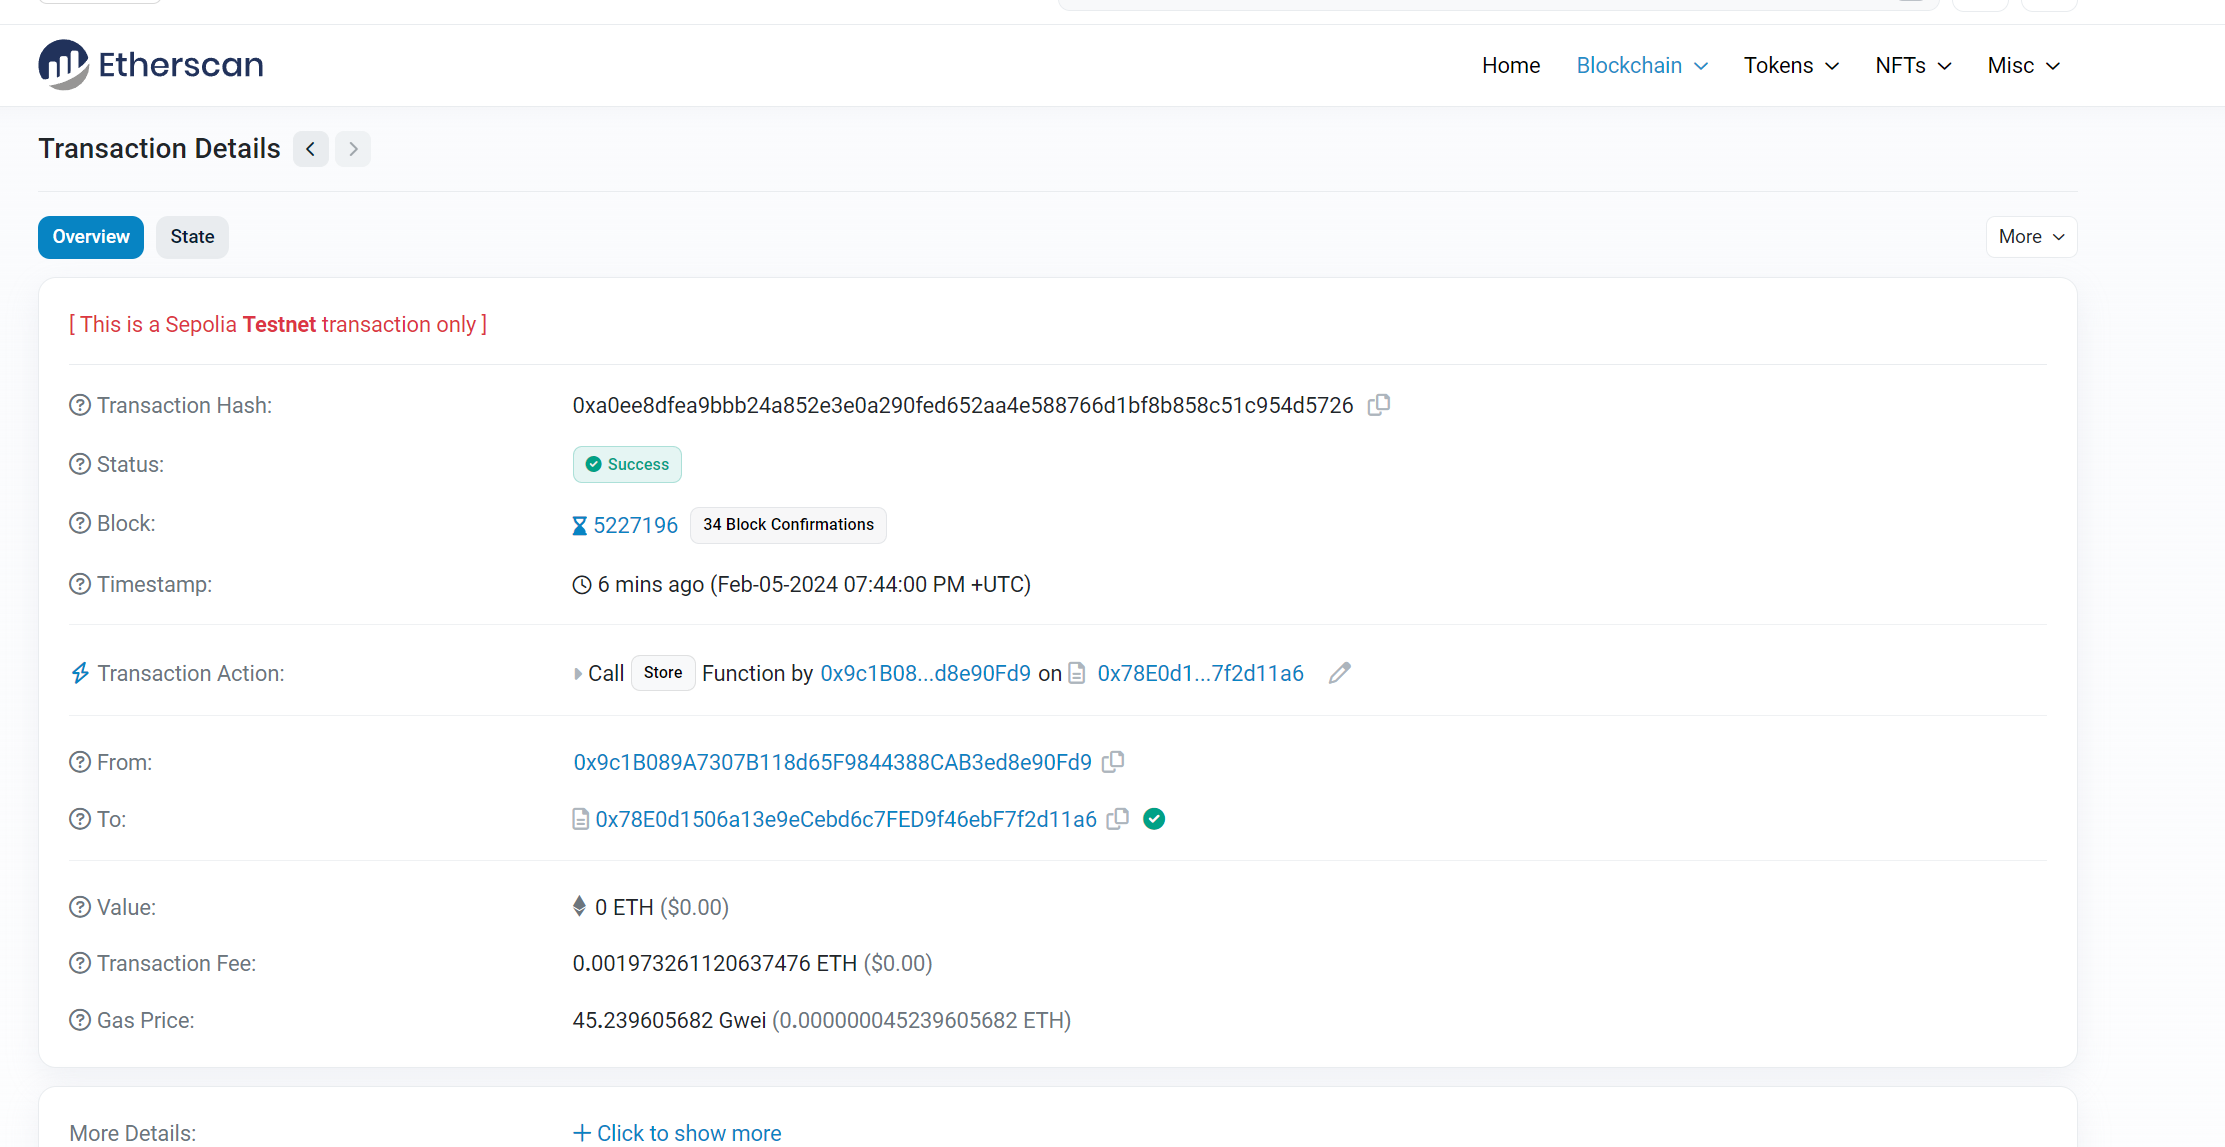 Etherscan
Home Blockchain Tokens NFTs Misc
Transaction Details
Overview State More
[ This is a Sepolia Testnet transaction only ]
Transaction Hash: 0xa0ee8dfea9bbb24a852e3e0a290fed652aa4e588766d1bf8b858c51c954d5726
Status: Success
Block: 5227196 34 Block Confirmations
Timestamp: 6 mins ago (Feb-05-2024 07:44:00 PM +UTC)
Transaction Action: Call Store Function by 0x9c1B08...d8e90Fd9 on 0x78E0d1...7f2d11a6
From: 0x9c1B089A7307B118d65F9844388CAB3ed8e90Fd9
To: 0x78E0d1506a13e9eCebd6c7FED9f46ebF7f2d11a6
Value: 0 ETH ($0.00)
Transaction Fee: 0.001973261120637476 ETH ($0.00)
Gas Price: 45.239605682 Gwei (0.000000045239605682 ETH)
More Details: + Click to show more